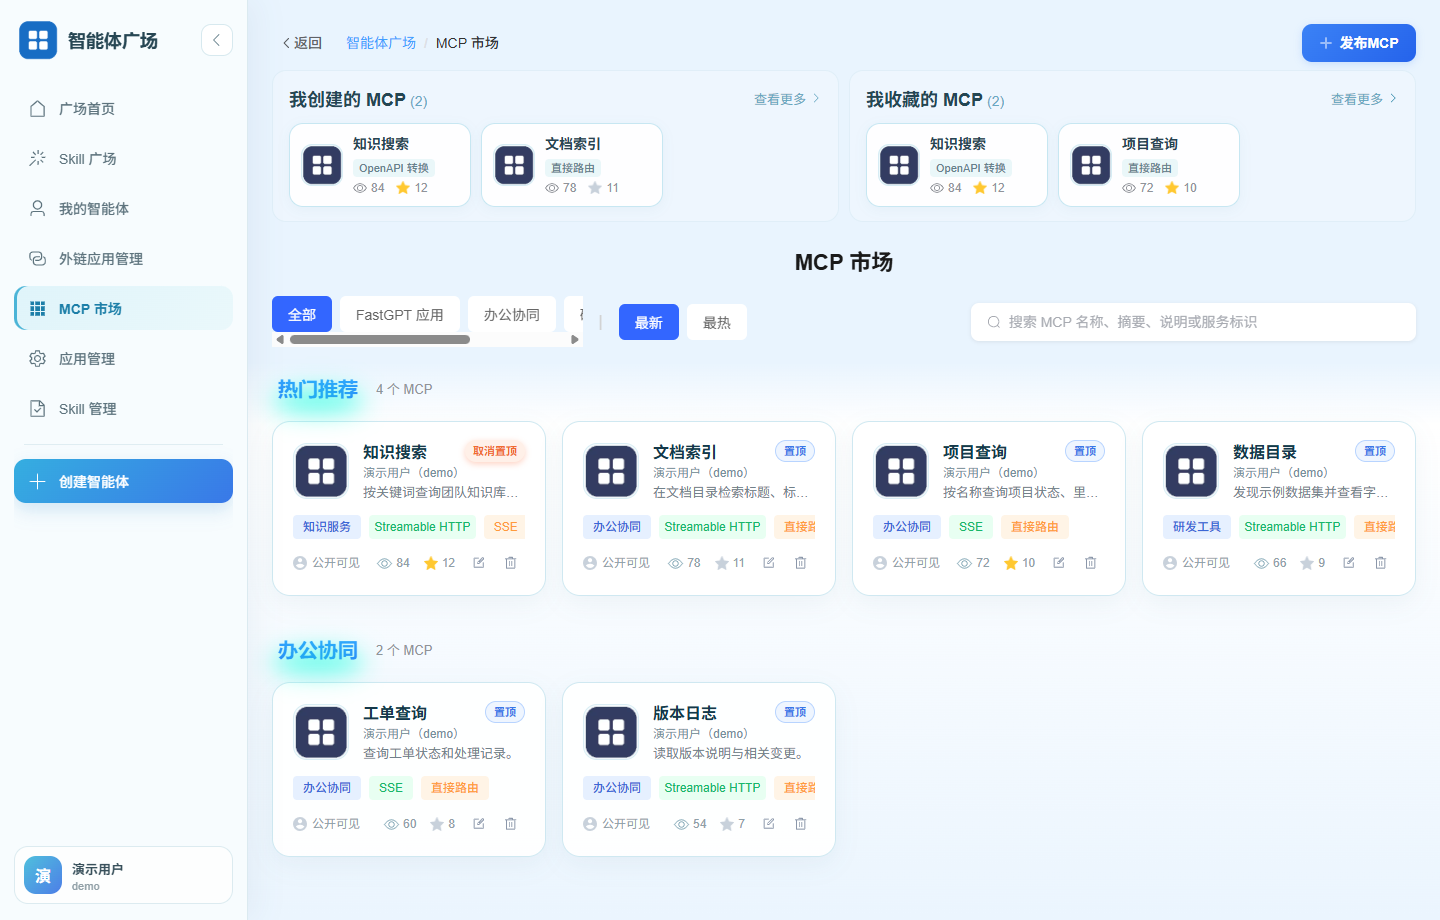 智能体广场
广场首页
Skill 广场
我的智能体
外链应用管理
MCP 市场
应用管理
Skill 管理
创建智能体
演
演示用户
demo
返回
智能体广场 / MCP 市场
发布MCP
我创建的 MCP (2)
查看更多
知识搜索
OpenAPI 转换
84 12
文档索引
直接路由
78 11
我收藏的 MCP (2)
查看更多
知识搜索
OpenAPI 转换
84 12
项目查询
直接路由
72 10
MCP 市场
全部
FastGPT 应用
办公协同
最新
最热
搜索 MCP 名称、摘要、说明或服务标识
热门推荐
4 个 MCP
知识搜索
取消置顶
演示用户（demo）
按关键词查询团队知识库...
知识服务 Streamable HTTP SSE
公开可见 84 12
文档索引
置顶
演示用户（demo）
在文档目录检索标题、标...
办公协同 Streamable HTTP 直接
公开可见 78 11
项目查询
置顶
演示用户（demo）
按名称查询项目状态、里...
办公协同 SSE 直接路由
公开可见 72 10
数据目录
置顶
演示用户（demo）
发现示例数据集并查看字...
研发工具 Streamable HTTP 直接
公开可见 66 9
办公协同
2 个 MCP
工单查询
置顶
演示用户（demo）
查询工单状态和处理记录。
办公协同 SSE 直接路由
公开可见 60 8
版本日志
置顶
演示用户（demo）
读取版本说明与相关变更。
办公协同 Streamable HTTP 直接
公开可见 54 7